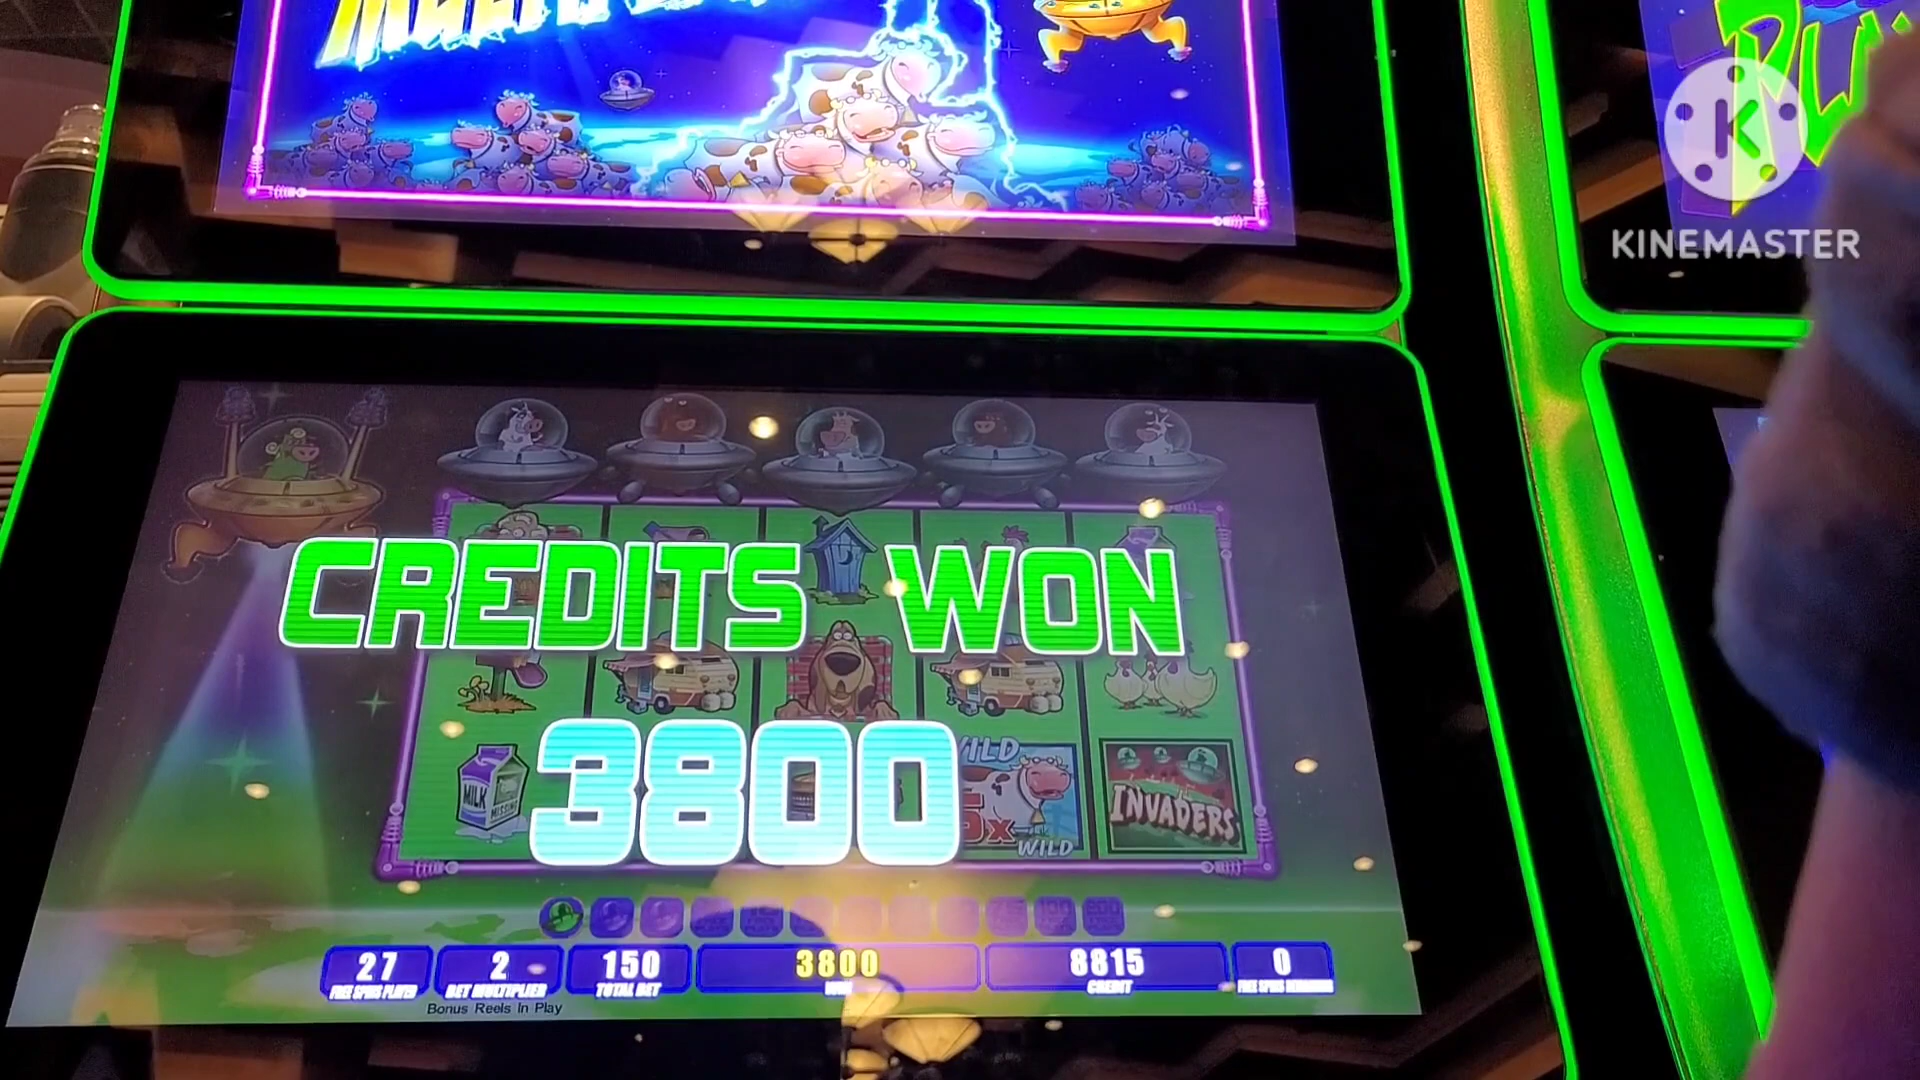 K
KINEMASTER
CREDITS WON
3800
WILD
5x
WILD
MILK
MISSING
INVADERS
27
FREE SPINS PLAYED
2
BET MULTIPLIER
150
TOTAL BET
3800
WIN
8815
CREDIT
0
FREE SPINS REMAINING
Bonus Reels In Play